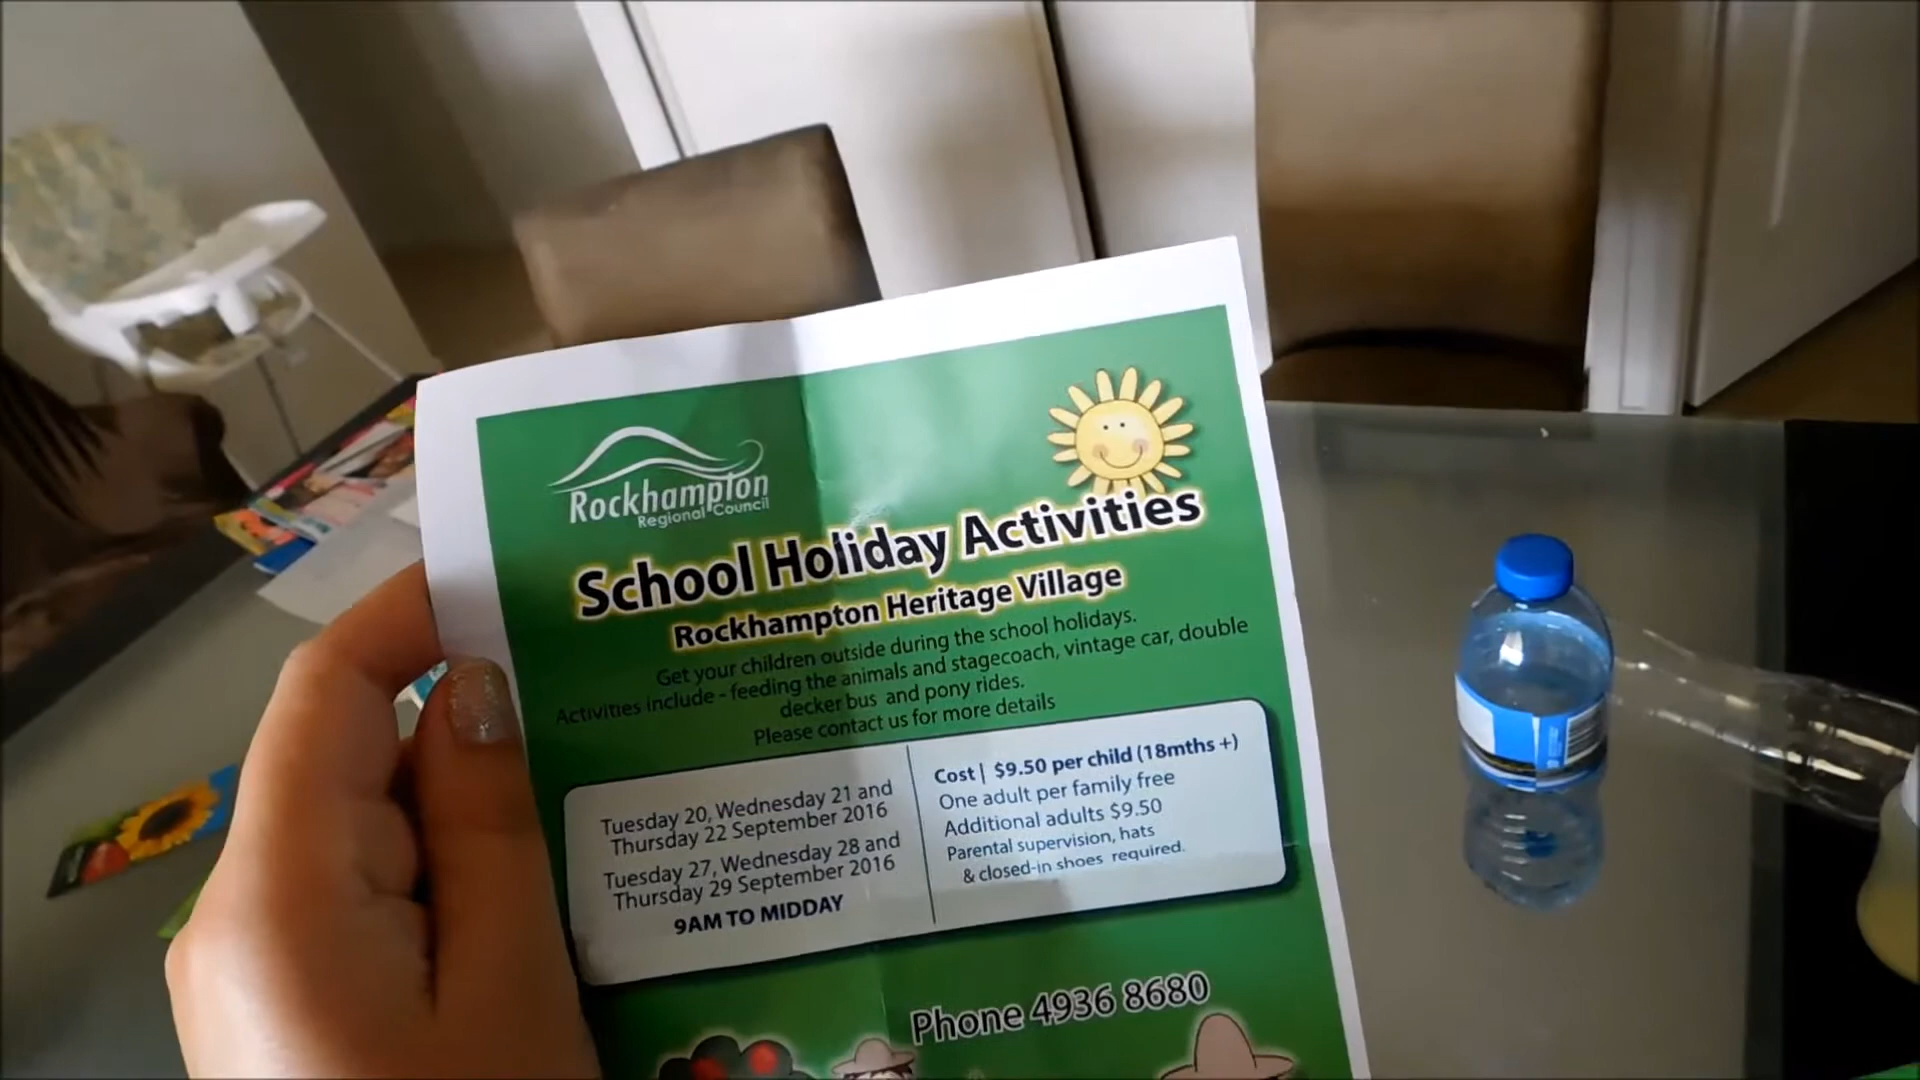 Rockhampton
Regional Council
School Holiday Activities
Rockhampton Heritage Village
Get your children outside during the school holidays.
Activities include - feeding the animals and stagecoach, vintage car, double
decker bus and pony rides.
Please contact us for more details
Tuesday 20, Wednesday 21 and
Thursday 22 September 2016
Tuesday 27, Wednesday 28 and
Thursday 29 September 2016
9AM TO MIDDAY
Cost | $9.50 per child (18mths +)
One adult per family free
Additional adults $9.50
Parental supervision, hats
& closed-in shoes required.
Phone 4936 8680